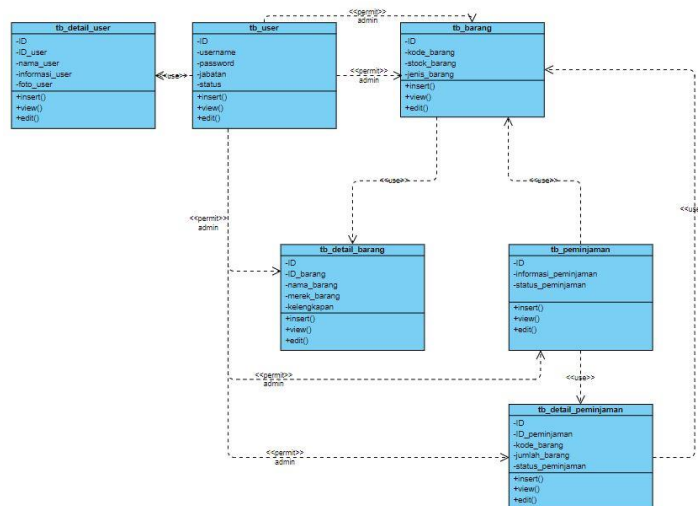 <<permit>>
admin
tb_detail_user
-ID
-ID_user
-nama_user
-informasi_user
-foto_user
+insert()
+view()
+edit()
<<use>>
tb_user
-ID
-username
-password
-jabatan
-status
+insert()
+view()
+edit()
<<permit>>
admin
tb_barang
-ID
-kode_barang
-stock_barang
-jenis_barang
+insert()
+view()
+edit()
<<use>>
<<use>>
<<use
<<permit>>
admin
tb_detail_barang
-ID
-ID_barang
-nama_barang
-merek_barang
-kelengkapan
+insert()
+view()
+edit()
tb_peminjaman
-ID
-informasi_peminjaman
-status_peminjaman
+insert()
+view()
+edit()
<<permit>>
admin
<<use>>
tb_detail_peminjaman
-ID
-ID_peminjaman
-kode_barang
-jumlah_barang
-status_peminjaman
+insert()
+view()
+edit()
<<permit>>
admin